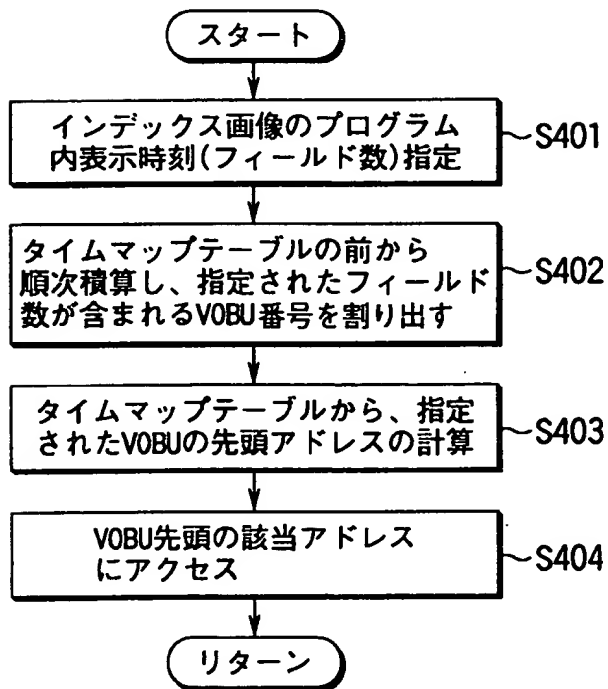 スタート
インデックス画像のプログラム
内表示時刻(フィールド数)指定
S401
タイムマップテーブルの前から
順次積算し、指定されたフィールド
数が含まれるVOBU番号を割り出す
S402
タイムマップテーブルから、指定
されたVOBUの先頭アドレスの計算
S403
VOBU先頭の該当アドレス
にアクセス
S404
リターン